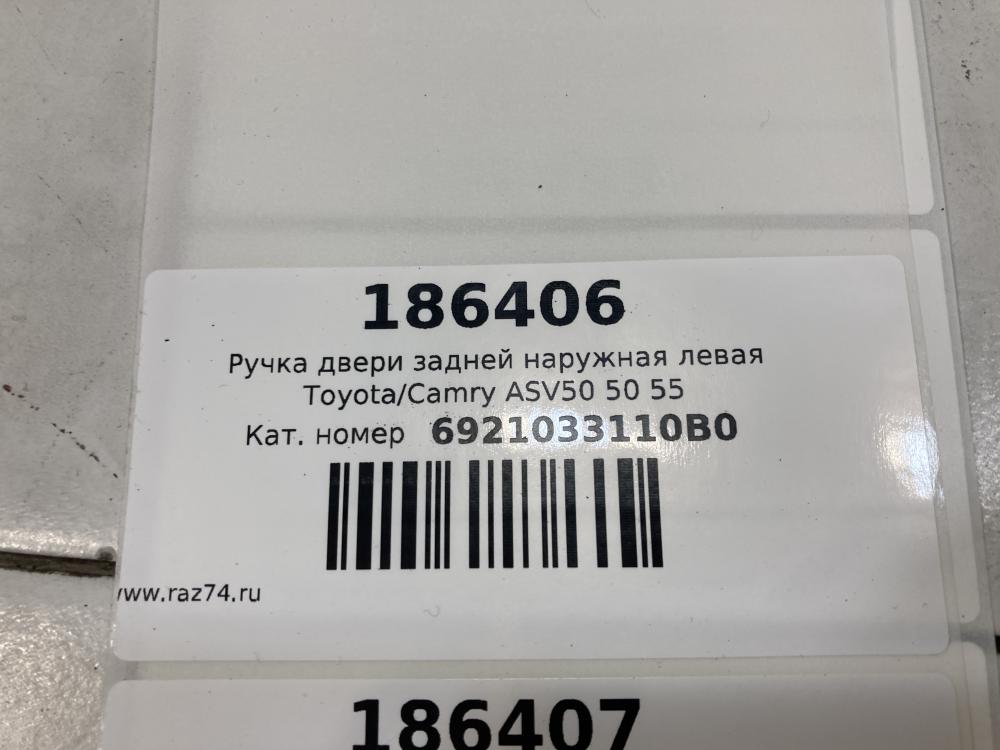 186406
Ручка двери задней наружная левая
Toyota/Camry ASV50 50 55
Кат. номер 6921033110B0
www.raz74.ru
186407